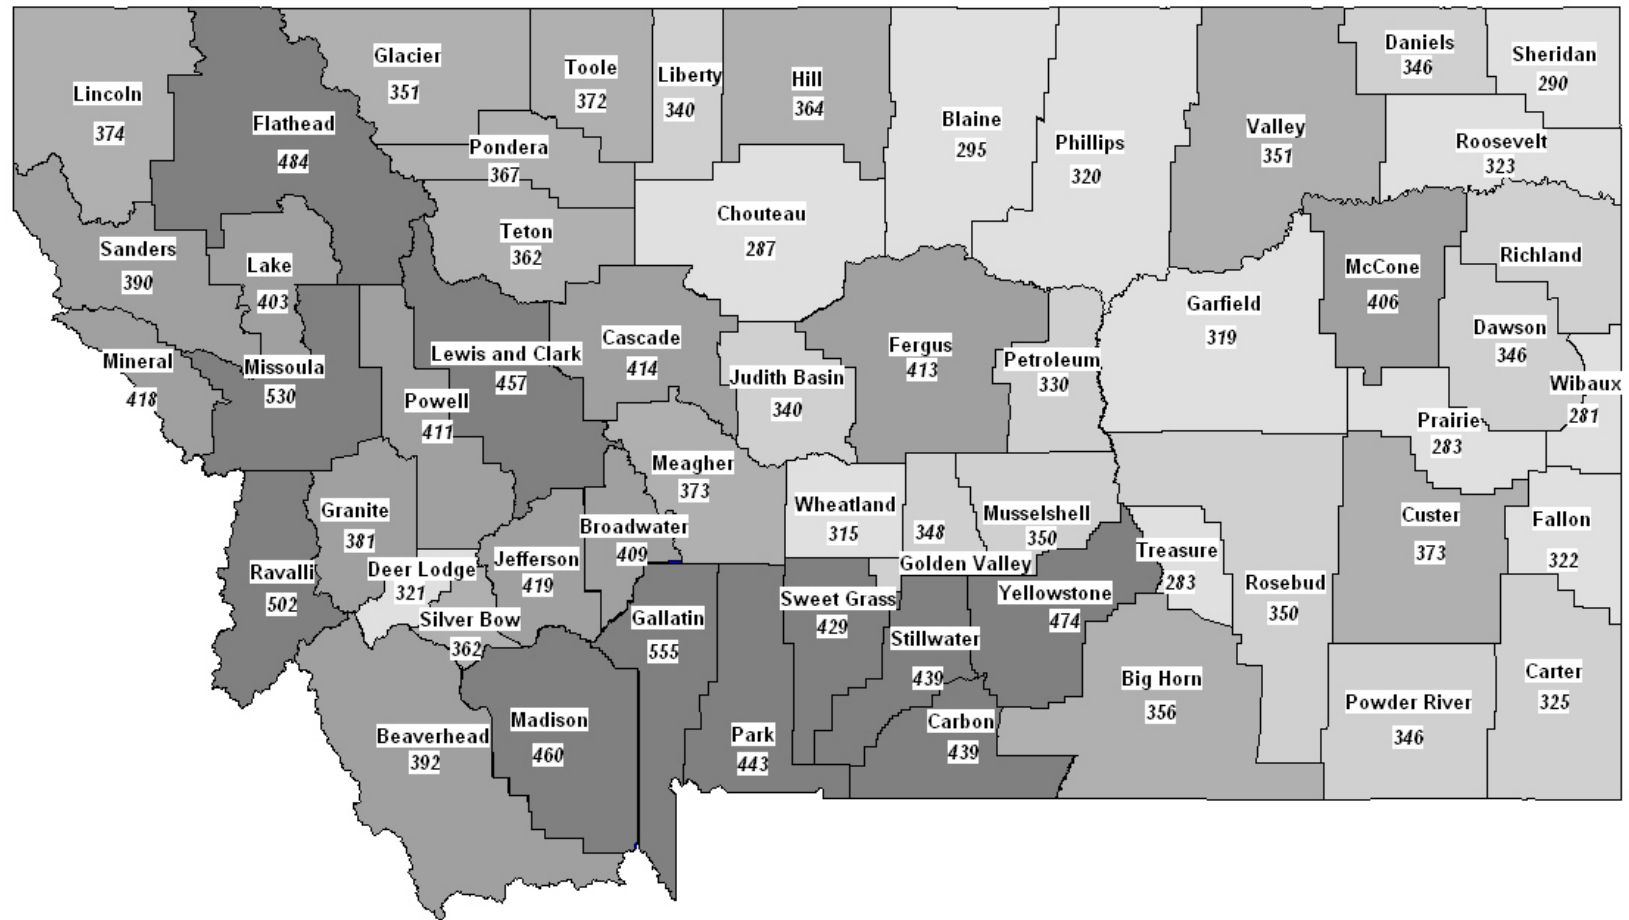 Lincoln
374
Flathead
484
Glacier
351
Toole
372
Liberty
340
Hill
364
Blaine
295
Phillips
320
Valley
351
Daniels
346
Sheridan
290
Roosevelt
323
Pondera
367
Teton
362
Chouteau
287
Sanders
390
Lake
403
Richland
McCone
406
Garfield
319
Dawson
346
Wibaux
281
Mineral
418
Missoula
530
Lewis and Clark
457
Cascade
414
Judith Basin
340
Fergus
413
Petroleum
330
Powell
411
Prairie
283
Meagher
373
Granite
381
Wheatland
315
348
Golden Valley
Musselshell
350
Custer
373
Fallon
322
Broadwater
409
Jefferson
419
Deer Lodge
321
Ravalli
502
Silver Bow
362
Treasure
283
Rosebud
350
Yellowstone
474
Sweet Grass
429
Gallatin
555
Stillwater
439
Big Horn
356
Carter
325
Powder River
346
Carbon
439
Park
443
Madison
460
Beaverhead
392